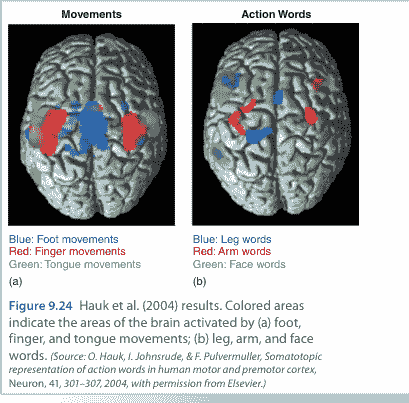 Movements
Action Words
Blue: Foot movements
Red: Finger movements
Green: Tongue movements
(a)
Blue: Leg words
Red: Arm words
Green: Face words
(b)
Figure 9.24 Hauk et al. (2004) results. Colored areas
indicate the areas of the brain activated by (a) foot,
finger, and tongue movements; (b) leg, arm, and face
words. (Source: O. Hauk, I. Johnsrude, & F. Pulvermuller, Somatotopic
representation of action words in human motor and premotor cortex,
Neuron, 41, 301–307, 2004, with permission from Elsevier.)